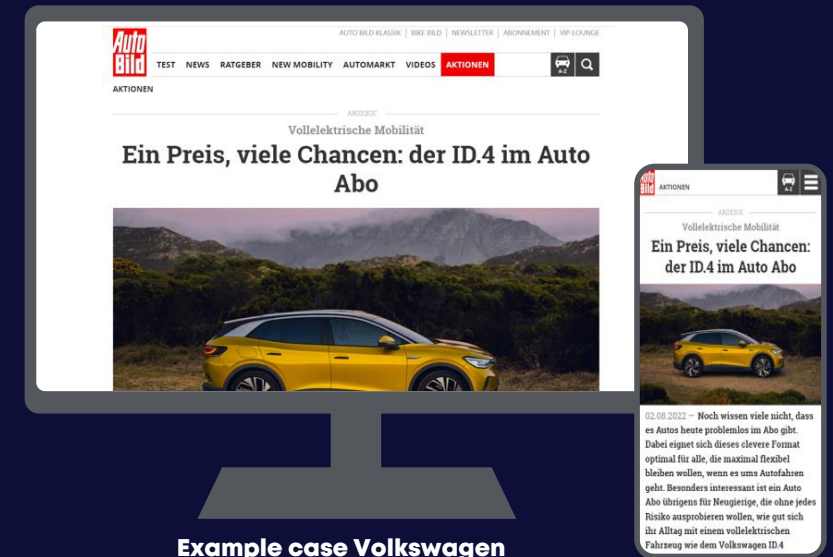 AUTO BILD KLASSIK | BIKE BILD | NEWSLETTER | ABONNEMENT | VIP-LOUNGE
Auto
Bild
TEST NEWS RATGEBER NEW MOBILITY AUTOMARKT VIDEOS AKTIONEN
A-Z
AKTIONEN
ANZEIGE
Vollelektrische Mobilität
Ein Preis, viele Chancen: der ID.4 im Auto
Abo
Auto
Bild
AKTIONEN
A-Z
ANZEIGE
Vollelektrische Mobilität
Ein Preis, viele Chancen:
der ID.4 im Auto Abo
02.08.2022 — Noch wissen viele nicht, dass
es Autos heute problemlos im Abo gibt.
Dabei eignet sich dieses clevere Format
optimal für alle, die maximal flexibel
bleiben wollen, wenn es ums Autofahren
geht. Besonders interessant ist ein Auto
Abo übrigens für Neugierige, die ohne jedes
Risiko ausprobieren wollen, wie gut sich
ihr Alltag mit einem vollelektrischen
Fahrzeug wie dem Volkswagen ID.4
Example case Volkswagen